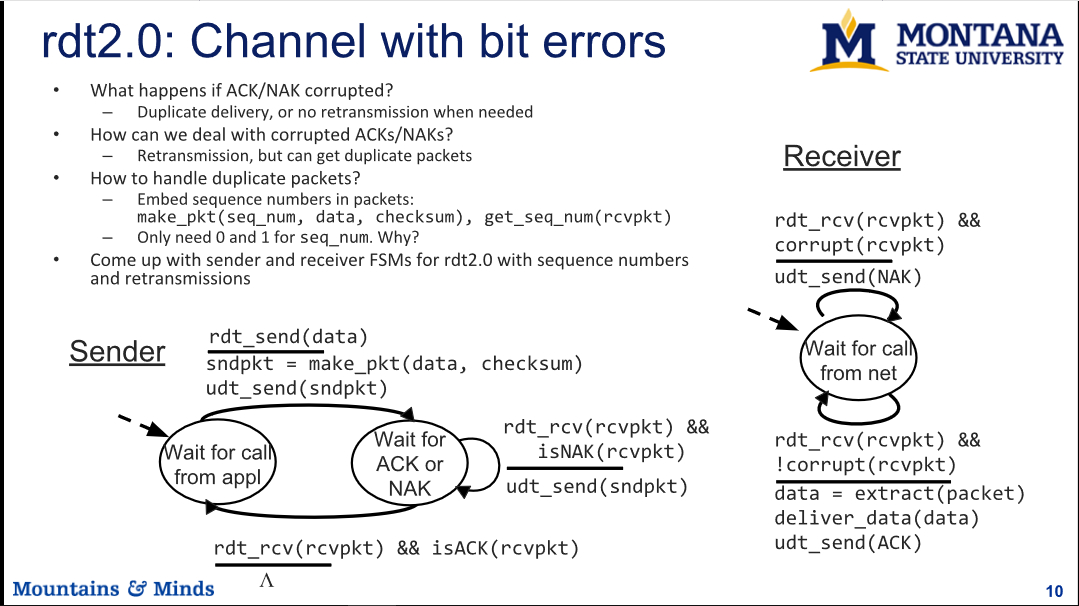 rdt2.0: Channel with bit errors
MONTANA
STATE UNIVERSITY
• What happens if ACK/NAK corrupted?
– Duplicate delivery, or no retransmission when needed
• How can we deal with corrupted ACKs/NAKs?
– Retransmission, but can get duplicate packets
• How to handle duplicate packets?
– Embed sequence numbers in packets:
make_pkt(seq_num, data, checksum), get_seq_num(rcvpkt)
– Only need 0 and 1 for seq_num. Why?
• Come up with sender and receiver FSMs for rdt2.0 with sequence numbers
and retransmissions
Receiver
rdt_rcv(rcvpkt) &&
corrupt(rcvpkt)
udt_send(NAK)
Wait for call
from net
rdt_rcv(rcvpkt) &&
!corrupt(rcvpkt)
data = extract(packet)
deliver_data(data)
udt_send(ACK)
Sender
rdt_send(data)
sndpkt = make_pkt(data, checksum)
udt_send(sndpkt)
Wait for call
from appl
Wait for
ACK or
NAK
rdt_rcv(rcvpkt) &&
isNAK(rcvpkt)
udt_send(sndpkt)
rdt_rcv(rcvpkt) && isACK(rcvpkt)
Λ
Mountains & Minds
10